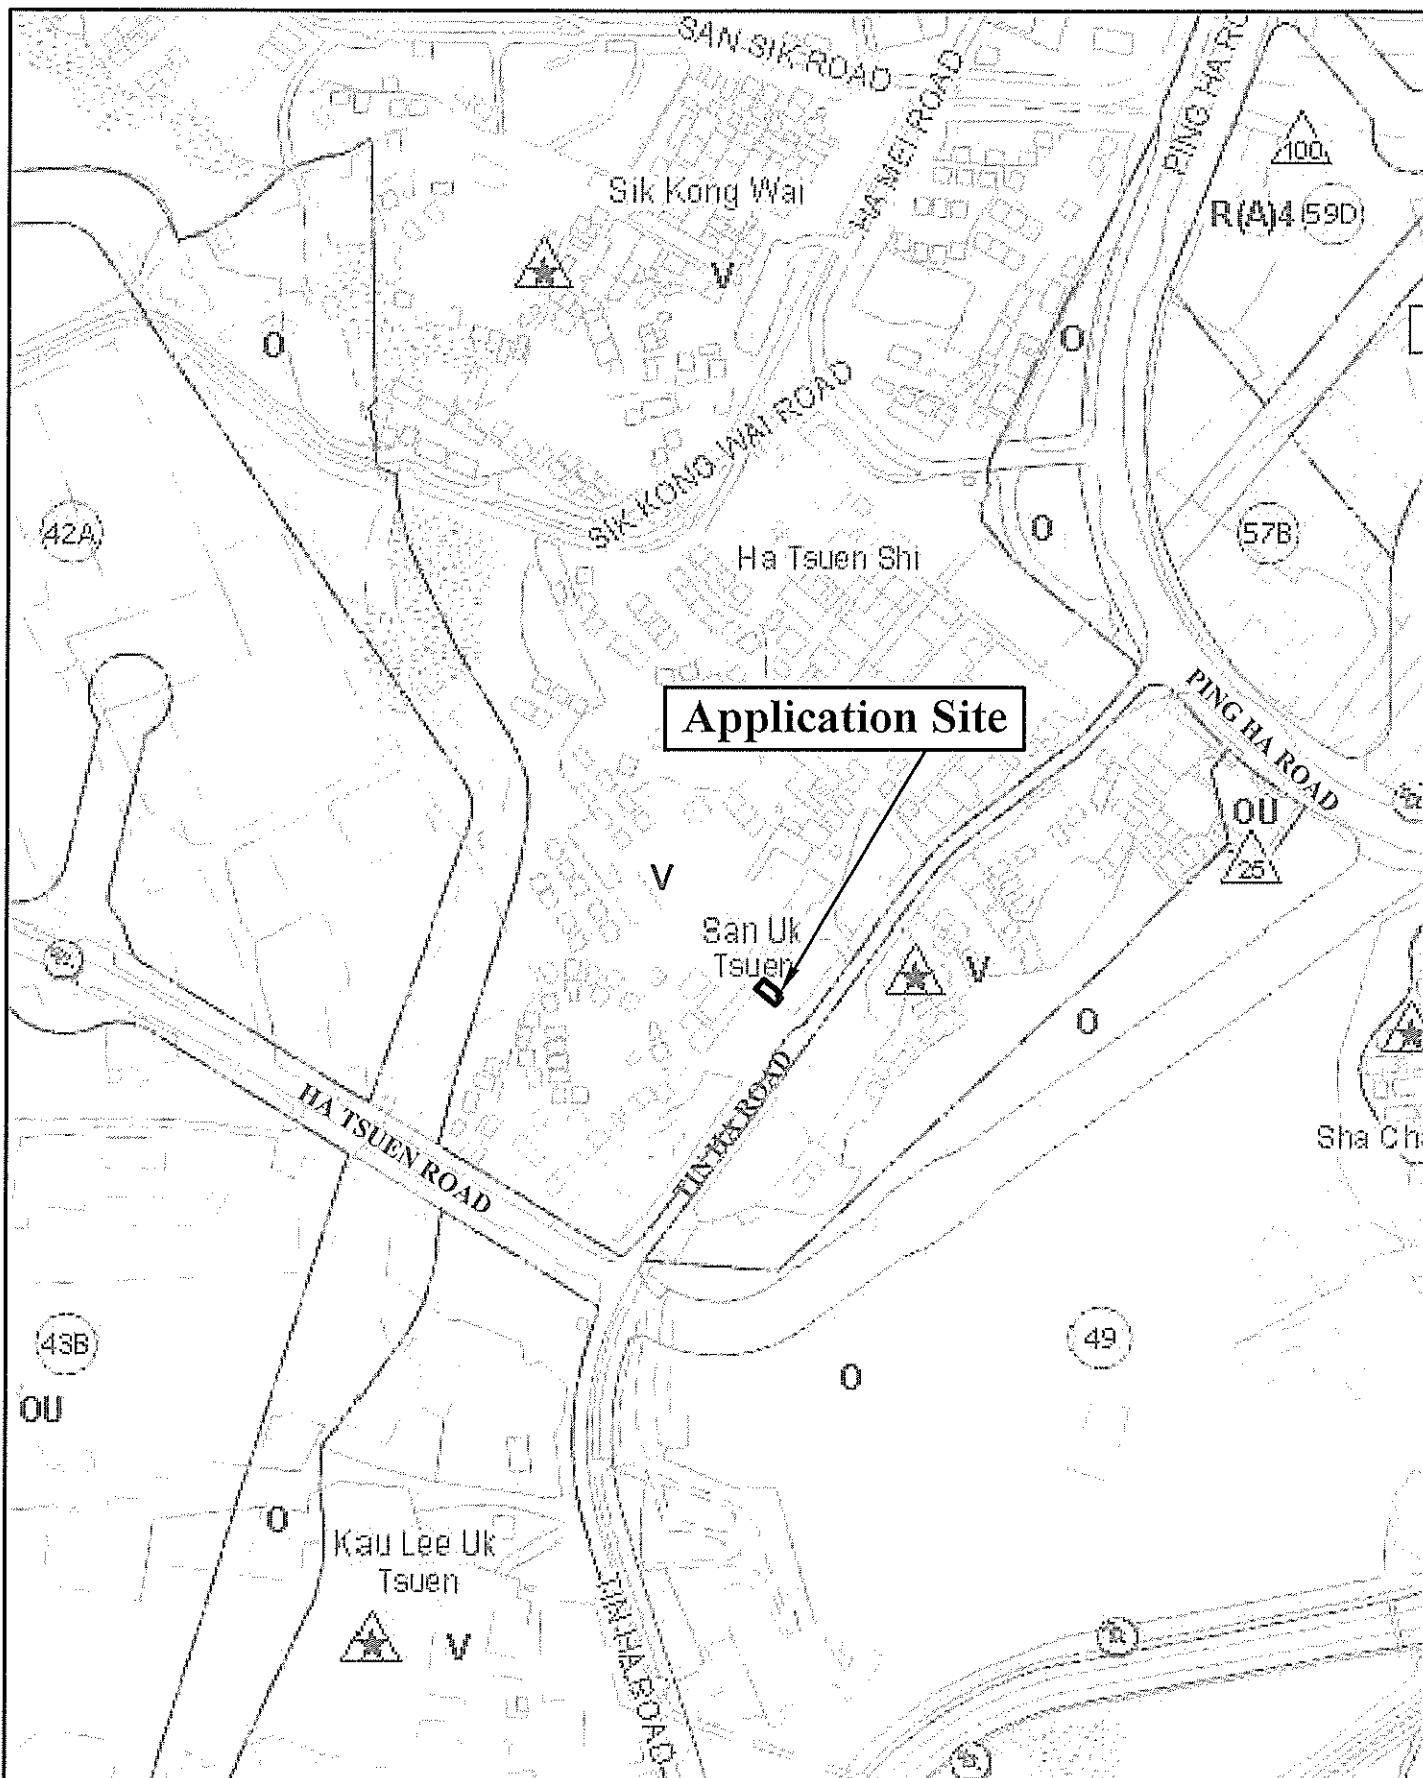 SAN SIK ROAD
HA MEI ROAD
PING HA
100
R(A)4
59D
Sik Kong Wai
V
O
O
SIK KONG WAI ROAD
42A
O
57B
Ha Tsuen Shi
Application Site
PING HA ROAD
OU
25
V
San Uk
Tsuen
V
O
TIN HA ROAD
HA TSUEN ROAD
Sha
43B
49
OU
O
O
Kau Lee Uk
Tsuen
V
TIN HA ROAD